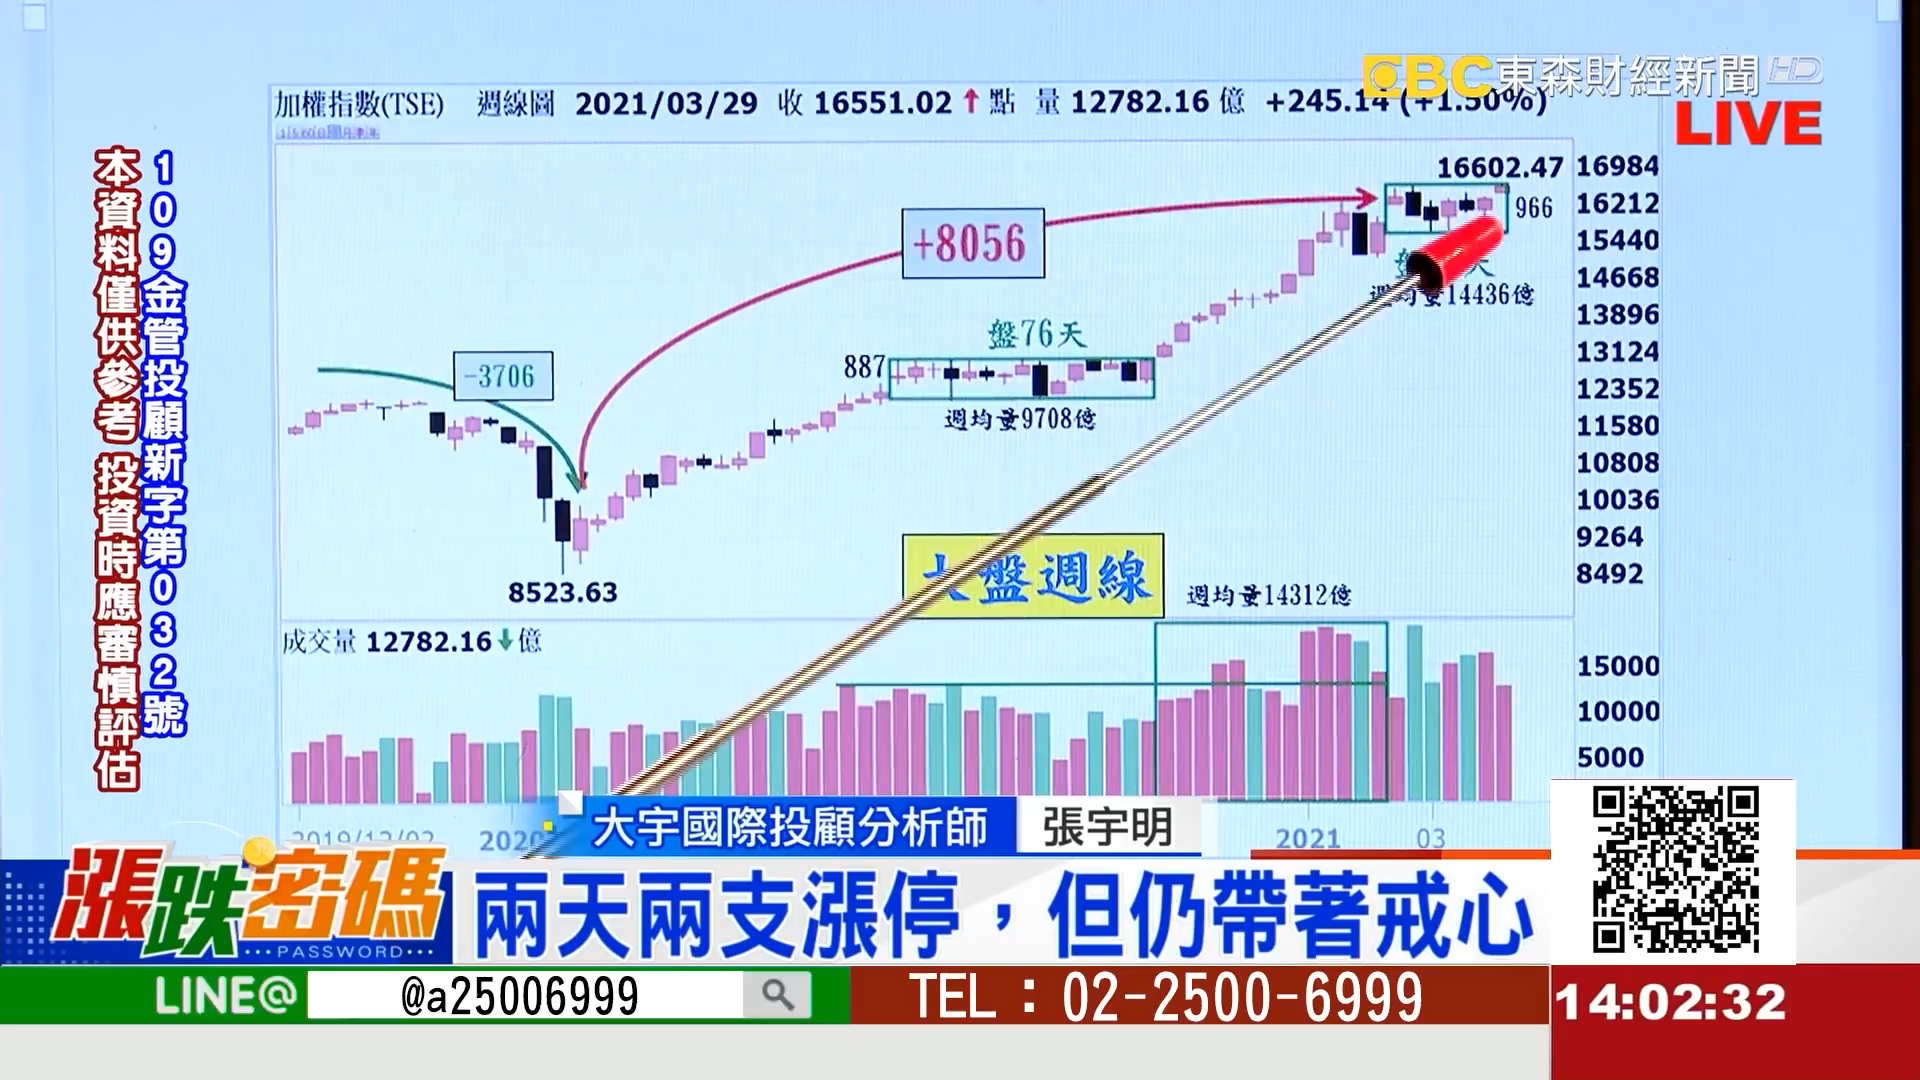 EBC東森財經新聞 HD
LIVE
加權指數(TSE) 週線圖 2021/03/29 收 16551.02↑點 量 12782.16 億 +245.14 (+1.50%)
本資料僅供參考 投資時應審慎評估
109金管投顧新字第032號
16602.47
966
週均量14436億
+8056
-3706
盤76天
887
週均量9708億
8523.63
大盤週線
週均量14312億
16984
16212
15440
14668
13896
13124
12352
11580
10808
10036
9264
8492
成交量 12782.16↓億
15000
10000
5000
2019/12/02
2020
2021
03
大宇國際投顧分析師 張宇明
漲跌密碼
PASSWORD
兩天兩支漲停，但仍帶著戒心
LINE@ @a25006999
TEL：02-2500-6999
14:02:32